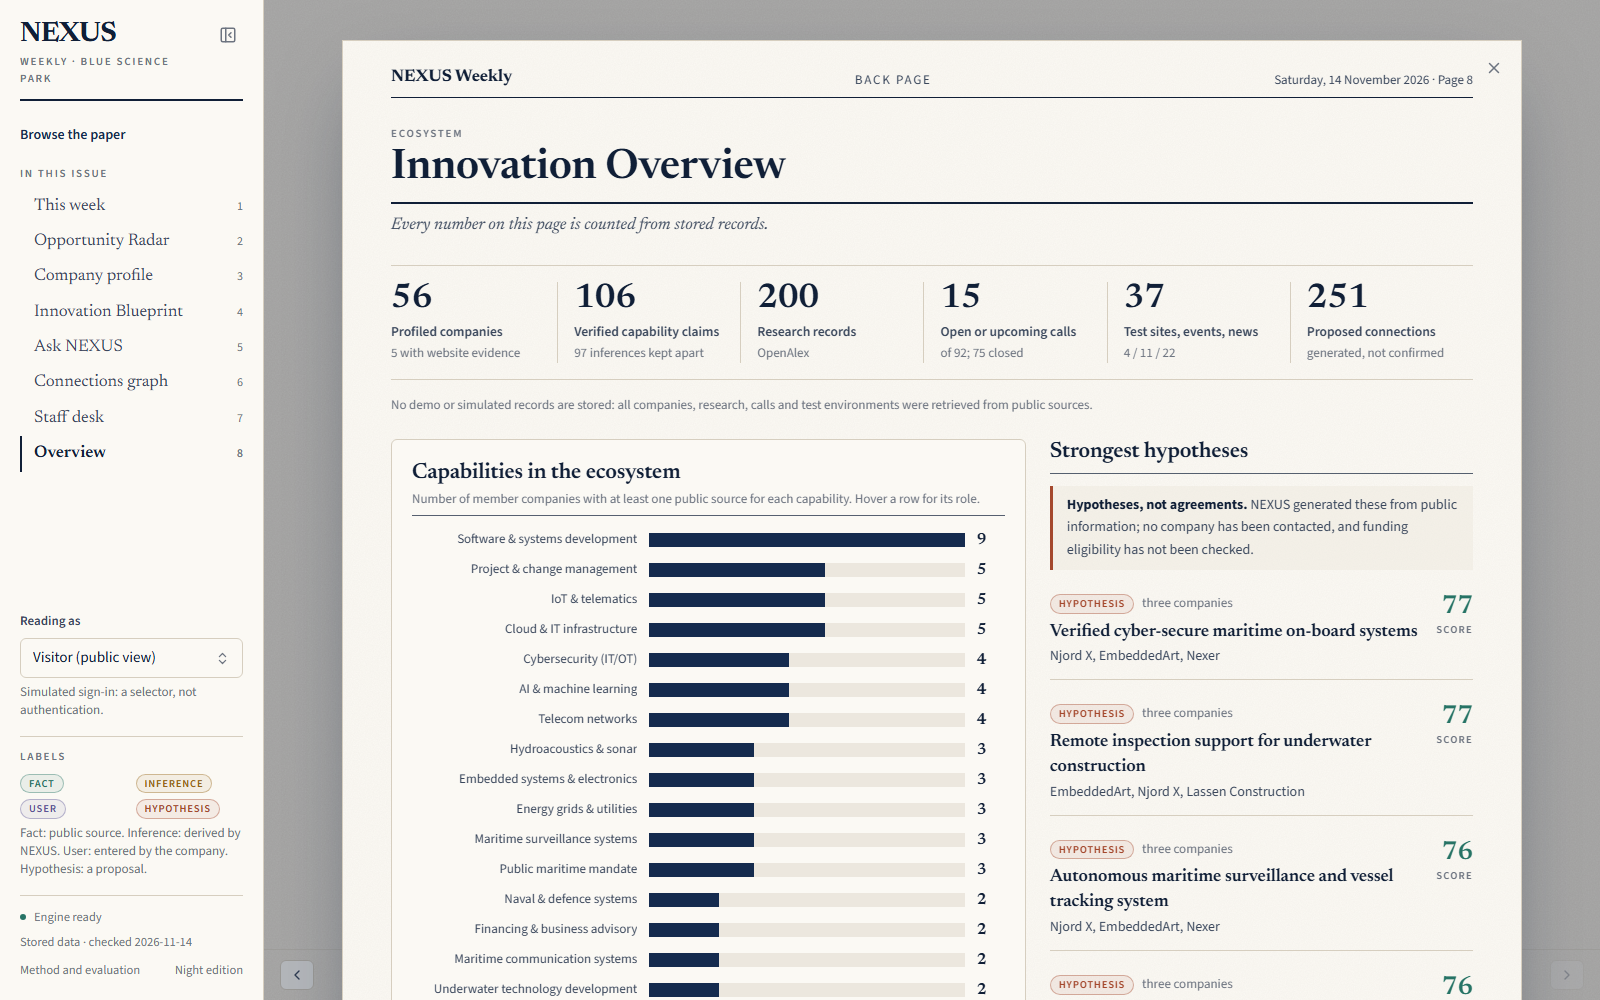 NEXUS
WEEKLY · BLUE SCIENCE
PARK
Browse the paper
IN THIS ISSUE
This week 1
Opportunity Radar 2
Company profile 3
Innovation Blueprint 4
Ask NEXUS 5
Connections graph 6
Staff desk 7
Overview 8
Reading as
Visitor (public view)
Simulated sign-in: a selector, not
authentication.
LABELS
FACT INFERENCE
USER HYPOTHESIS
Fact: public source. Inference: derived by
NEXUS. User: entered by the company.
Hypothesis: a proposal.
Engine ready
Stored data · checked 2026-11-14
Method and evaluation Night edition
NEXUS Weekly BACK PAGE Saturday, 14 November 2026 · Page 8
ECOSYSTEM
Innovation Overview
Every number on this page is counted from stored records.
56 106 200 15 37 251
Profiled companies Verified capability claims Research records Open or upcoming calls Test sites, events, news Proposed connections
5 with website evidence 97 inferences kept apart OpenAlex of 92; 75 closed 4 / 11 / 22 generated, not confirmed
No demo or simulated records are stored: all companies, research, calls and test environments were retrieved from public sources.
Capabilities in the ecosystem
Number of member companies with at least one public source for each capability. Hover a row for its role.
Software & systems development 9
Project & change management 5
IoT & telematics 5
Cloud & IT infrastructure 5
Cybersecurity (IT/OT) 4
AI & machine learning 4
Telecom networks 4
Hydroacoustics & sonar 3
Embedded systems & electronics 3
Energy grids & utilities 3
Maritime surveillance systems 3
Public maritime mandate 3
Naval & defence systems 2
Financing & business advisory 2
Maritime communication systems 2
Underwater technology development 2
Strongest hypotheses
Hypotheses, not agreements. NEXUS generated these from public
information; no company has been contacted, and funding
eligibility has not been checked.
HYPOTHESIS three companies 77
Verified cyber-secure maritime on-board systems SCORE
Njord X, EmbeddedArt, Nexer
HYPOTHESIS three companies 77
Remote inspection support for underwater SCORE
construction
EmbeddedArt, Njord X, Lassen Construction
HYPOTHESIS three companies 76
Autonomous maritime surveillance and vessel SCORE
tracking system
Njord X, EmbeddedArt, Nexer
HYPOTHESIS three companies 76